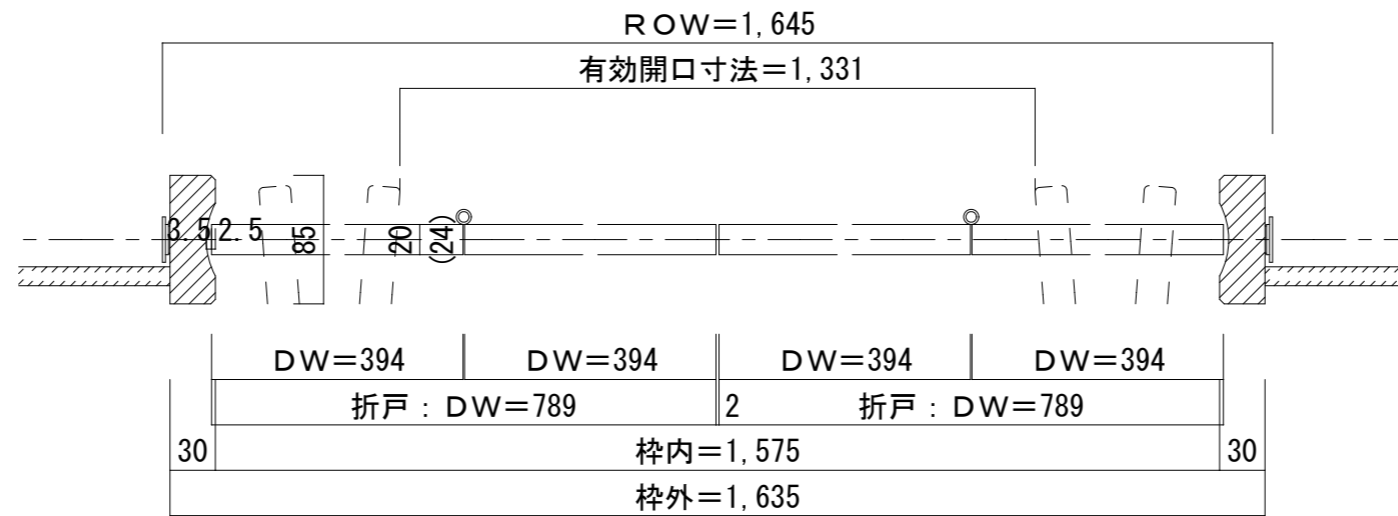 ROW=1,645
有効開口寸法=1,331
3.5 2.5 85 20 (24)
DW=394 DW=394 DW=394 DW=394
折戸：DW=789 2 折戸：DW=789
30 枠内=1,575 30
枠外=1,635